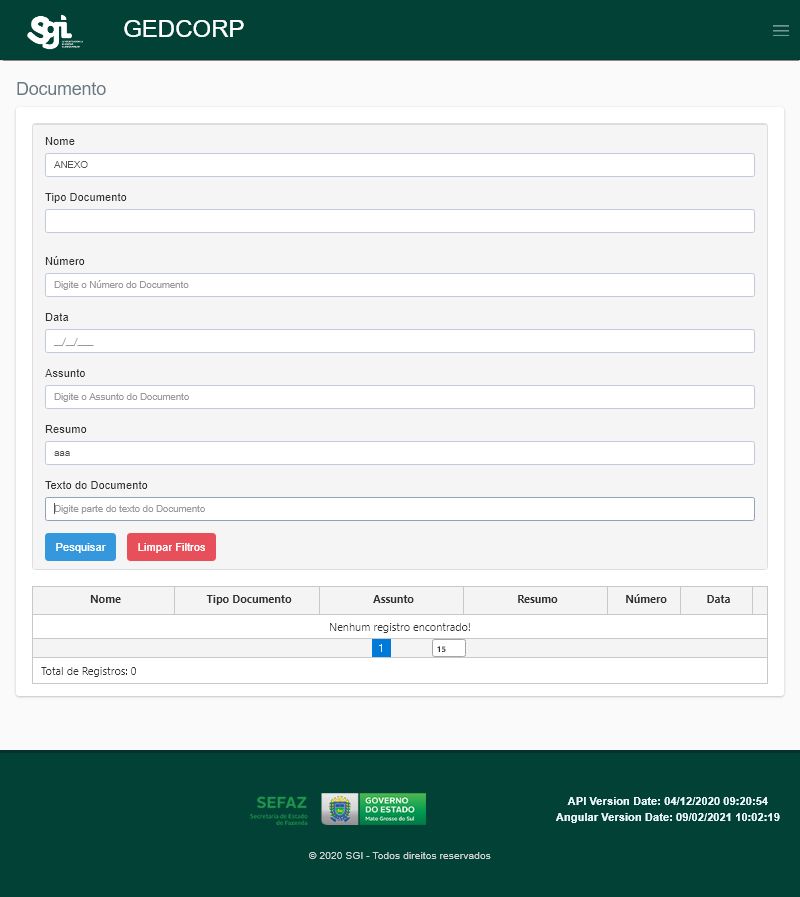 Sgi
GEDCORP
Documento
Nome
ANEXO
Tipo Documento
Número
Digite o Número do Documento
Data
__/__/____
Assunto
Digite o Assunto do Documento
Resumo
aaa
Texto do Documento
Digite parte do texto do Documento
Pesquisar Limpar Filtros
Nome Tipo Documento Assunto Resumo Número Data
Nenhum registro encontrado!
1 15
Total de Registros: 0
SEFAZ
Secretaria de Estado
de Fazenda
GOVERNO
DO ESTADO
Mato Grosso do Sul
API Version Date: 04/12/2020 09:20:54
Angular Version Date: 09/02/2021 10:02:19
© 2020 SGI - Todos direitos reservados